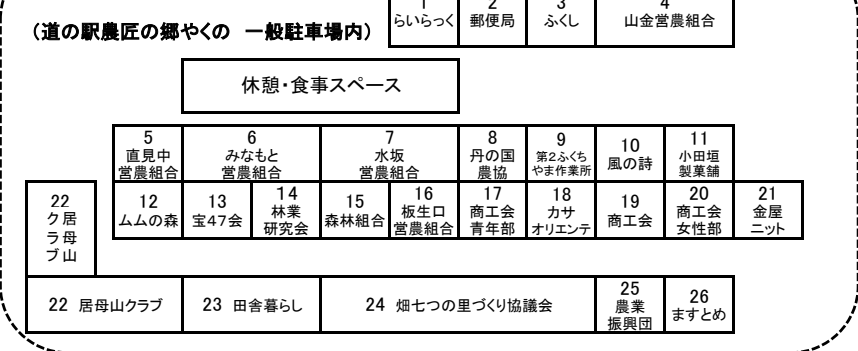 1
らいらっく
2
郵便局
3
ふくし
4
山金営農組合
(道の駅農匠の郷やくの 一般駐車場内)
休憩・食事スペース
5
直見中
営農組合
6
みなもと
営農組合
7
水坂
営農組合
8
丹の国
農協
9
第2ふくち
やま作業所
10
風の詩
11
小田垣
製菓舗
12
ムムの森
13
宝47会
14
林業
研究会
15
森林組合
16
板生口
営農組合
17
商工会
青年部
18
カサ
オリエンテ
19
商工会
20
商工会
女性部
21
金屋
ニット
22
居母山
クラブ
22 居母山クラブ
23 田舎暮らし
24 畑七つの里づくり協議会
25
農業
振興団
26
ますとめ